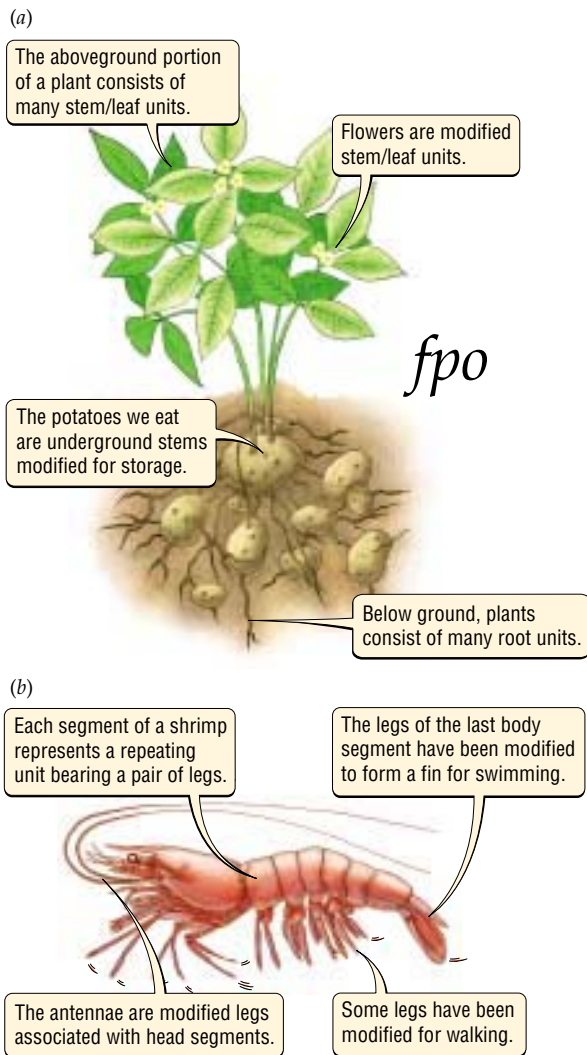 (a)
The aboveground portion
of a plant consists of
many stem/leaf units.
Flowers are modified
stem/leaf units.
fpo
The potatoes we eat
are underground stems
modified for storage.
Below ground, plants
consist of many root units.
(b)
Each segment of a shrimp
represents a repeating
unit bearing a pair of legs.
The legs of the last body
segment have been modified
to form a fin for swimming.
The antennae are modified legs
associated with head segments.
Some legs have been
modified for walking.